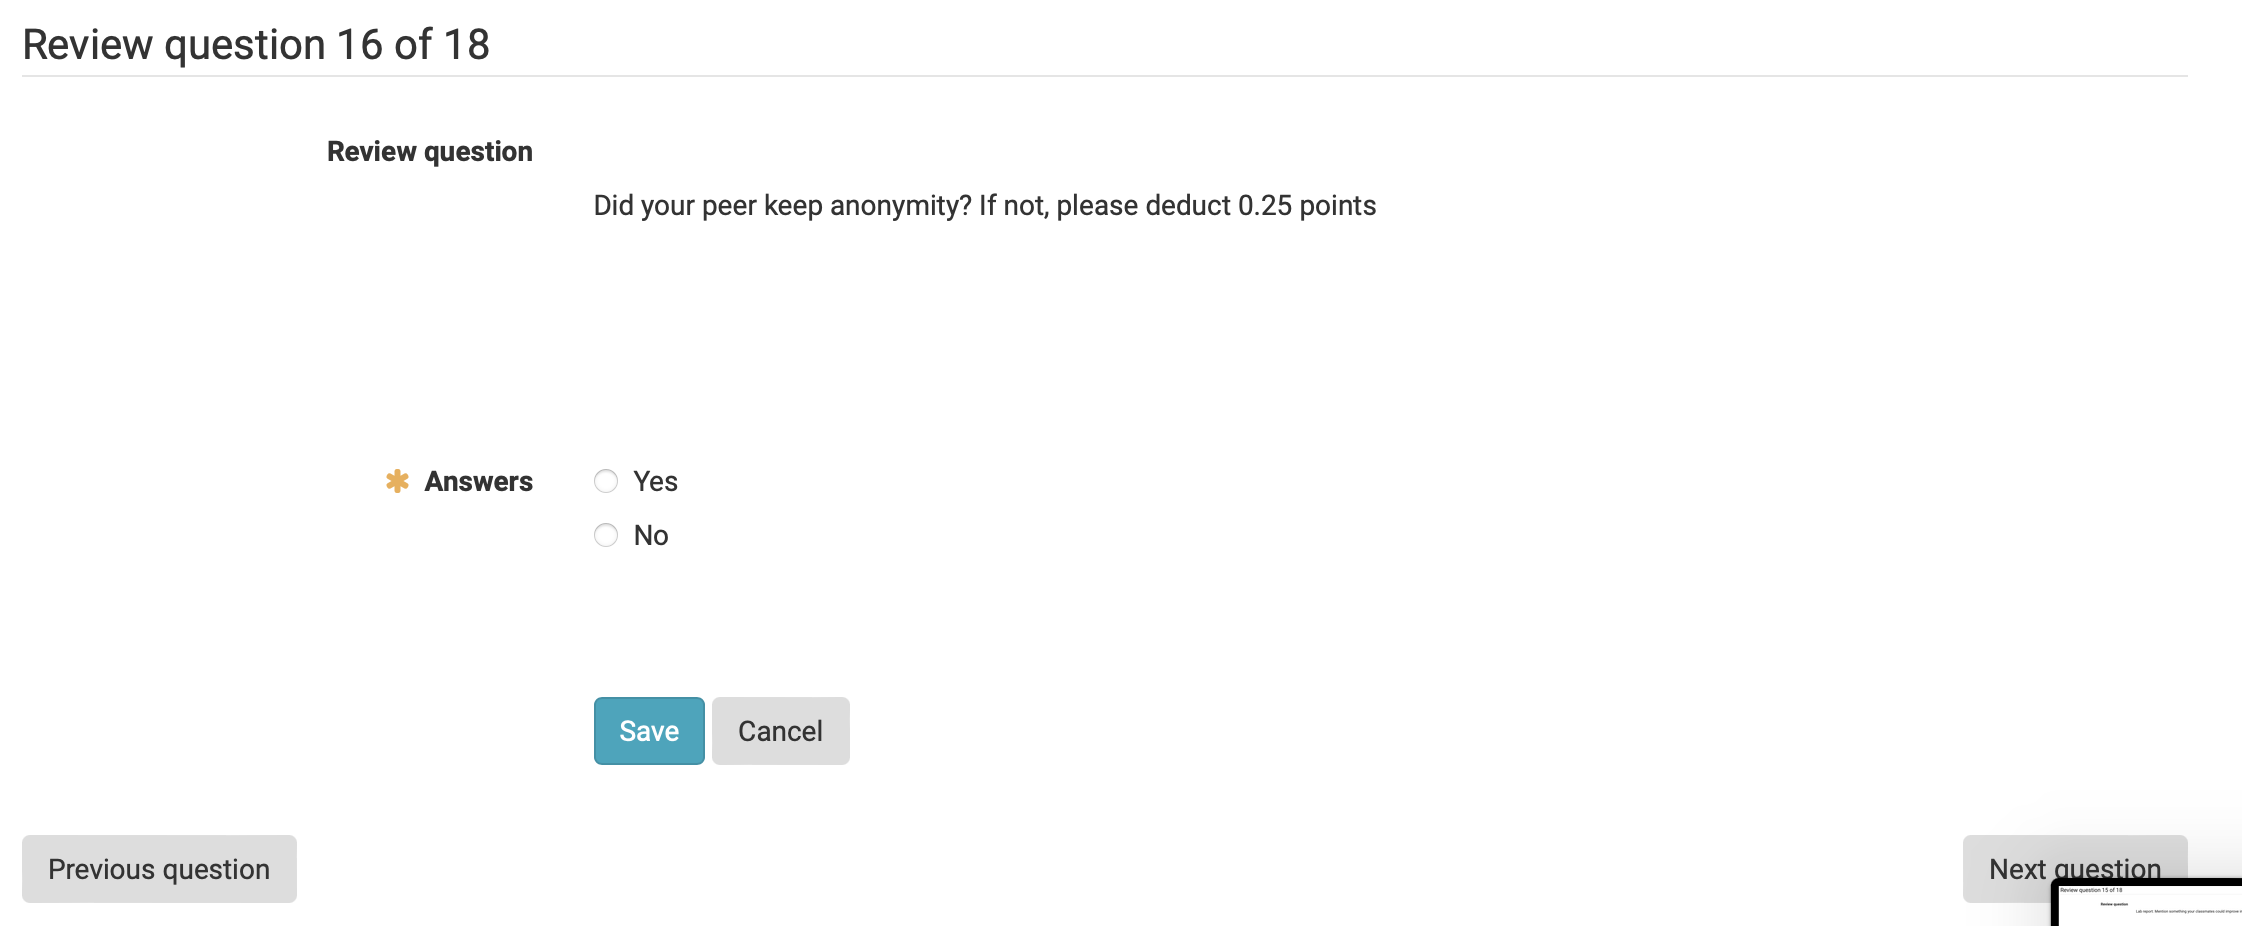 Review question 16 of 18
Review question
Did your peer keep anonymity? If not, please deduct 0.25 points
* Answers
Yes
No
Save Cancel
Previous question
Next question
Review question 15 of 18
Review question
Lab report: Mention something your classmates could improve